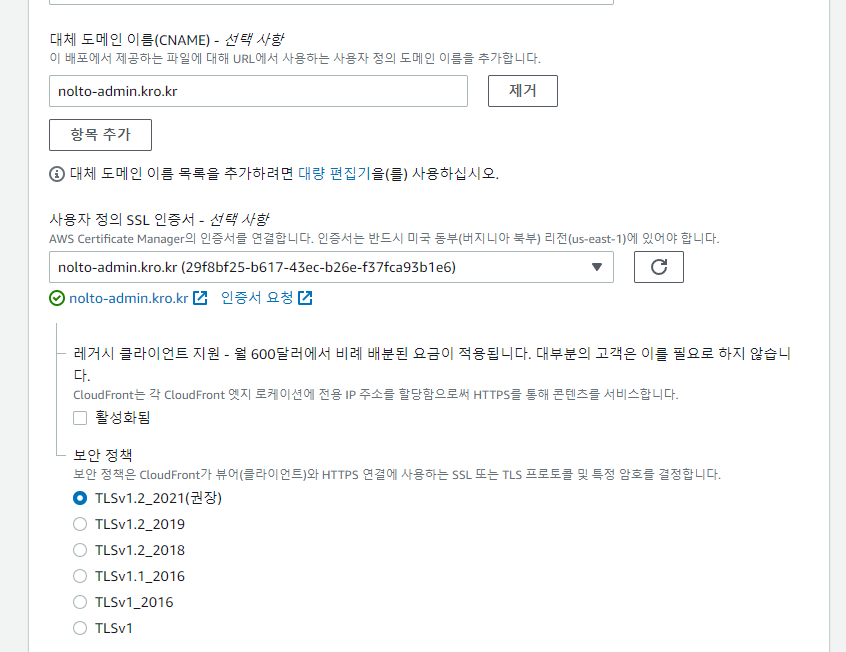 대체 도메인 이름(CNAME) - 선택 사항
이 배포에서 제공하는 파일에 대해 URL에서 사용하는 사용자 정의 도메인 이름을 추가합니다.
nolto-admin.kro.kr
제거
항목 추가
대체 도메인 이름 목록을 추가하려면 대량 편집기을(를) 사용하십시오.
사용자 정의 SSL 인증서 - 선택 사항
AWS Certificate Manager의 인증서를 연결합니다. 인증서는 반드시 미국 동부(버지니아 북부) 리전(us-east-1)에 있어야 합니다.
nolto-admin.kro.kr (29f8bf25-b617-43ec-b26e-f37fca93b1e6)
nolto-admin.kro.kr 인증서 요청
레거시 클라이언트 지원 - 월 600달러에서 비례 배분된 요금이 적용됩니다. 대부분의 고객은 이를 필요로 하지 않습니
다.
CloudFront는 각 CloudFront 엣지 로케이션에 전용 IP 주소를 할당함으로써 HTTPS를 통해 콘텐츠를 서비스합니다.
활성화됨
보안 정책
보안 정책은 CloudFront가 뷰어(클라이언트)와 HTTPS 연결에 사용하는 SSL 또는 TLS 프로토콜 및 특정 암호를 결정합니다.
TLSv1.2_2021(권장)
TLSv1.2_2019
TLSv1.2_2018
TLSv1.1_2016
TLSv1_2016
TLSv1